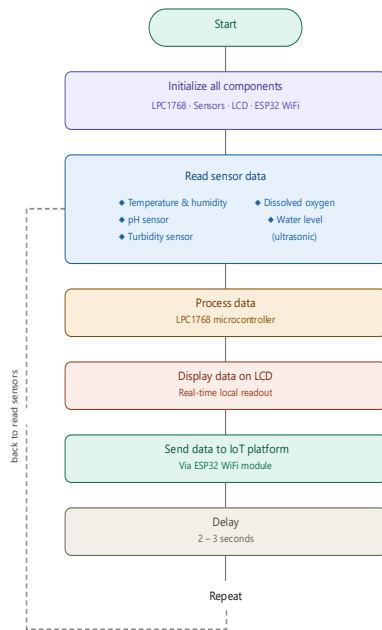 Start
Initialize all components
LPC1768 · Sensors · LCD · ESP32 WiFi
Read sensor data
◆ Temperature & humidity
◆ pH sensor
◆ Turbidity sensor
◆ Dissolved oxygen
◆ Water level
(ultrasonic)
Process data
LPC1768 microcontroller
Display data on LCD
Real-time local readout
Send data to IoT platform
Via ESP32 WiFi module
Delay
2 – 3 seconds
Repeat
back to read sensors